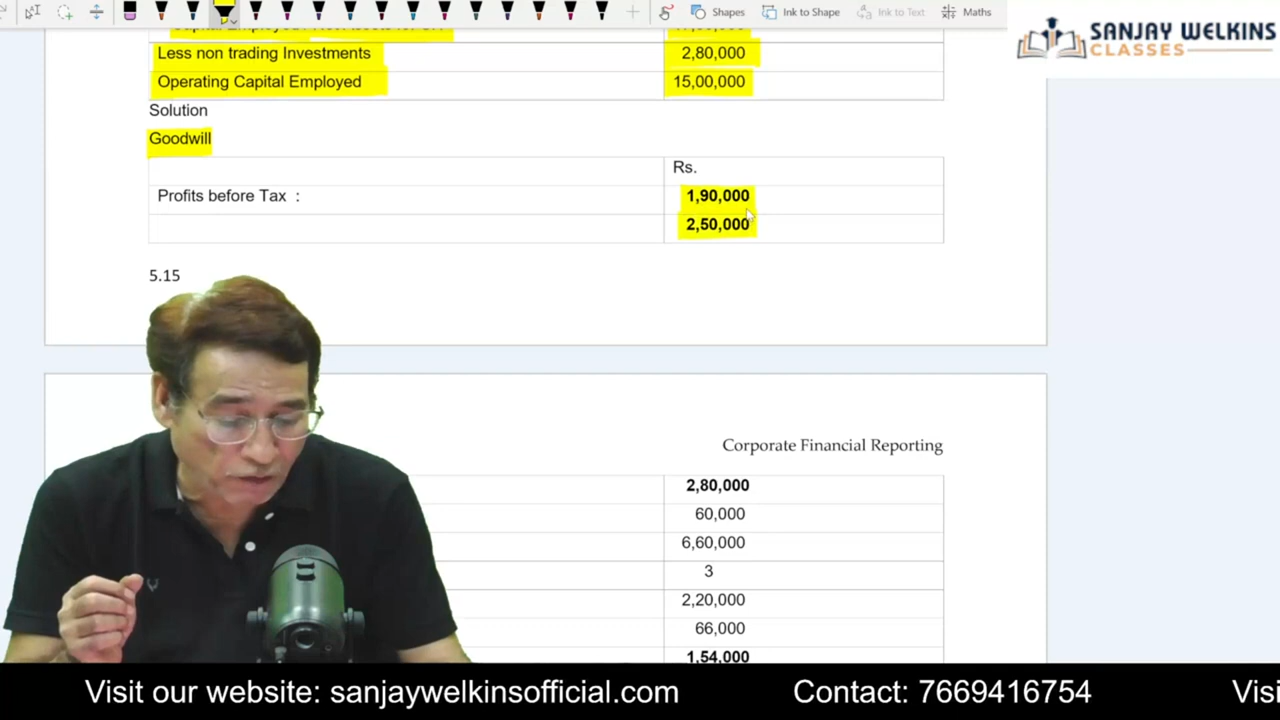 Shapes
Ink to Shape
Ink to Text
Maths
SANJAY WELKINS
CLASSES
Less non trading Investments 2,80,000
Operating Capital Employed 15,00,000
Solution
Goodwill
Rs.
Profits before Tax : 1,90,000
2,50,000
5.15
Corporate Financial Reporting
2,80,000
60,000
6,60,000
3
2,20,000
66,000
1,54,000
Visit our website: sanjaywelkinsofficial.com Contact: 7669416754 Visi